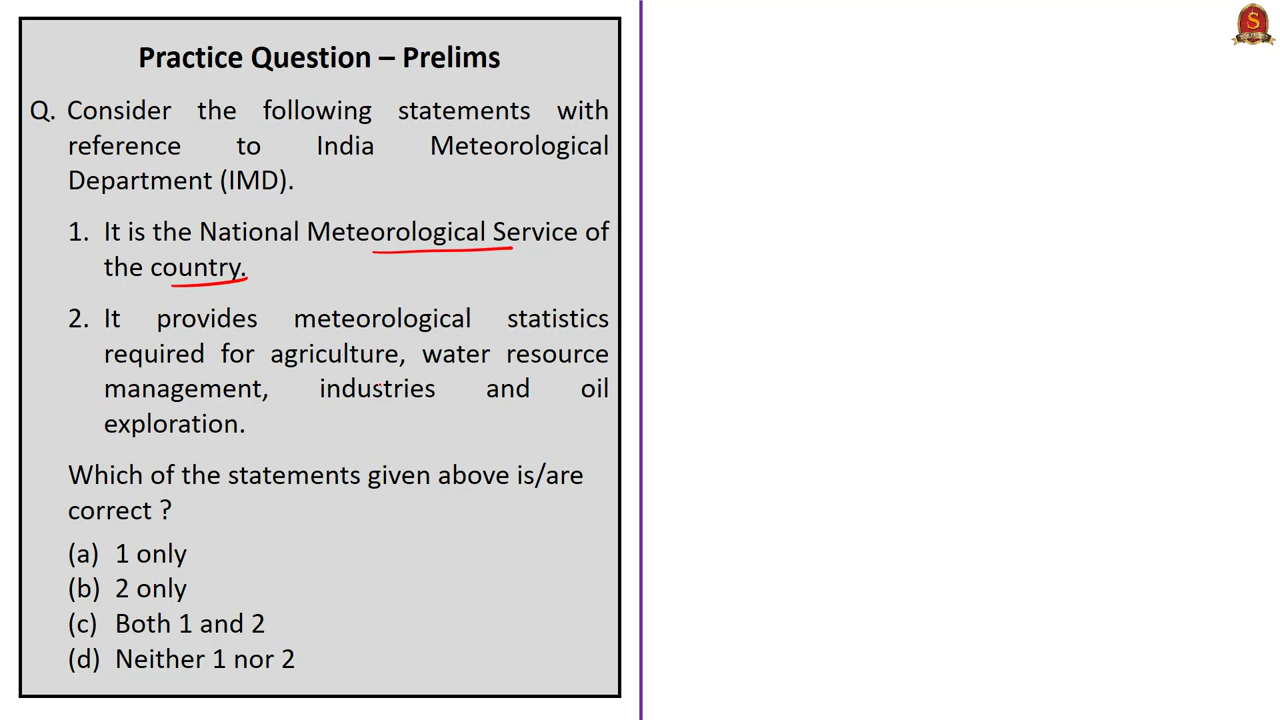 Practice Question – Prelims
Q. Consider the following statements with
reference to India Meteorological
Department (IMD).
1. It is the National Meteorological Service of
the country.
2. It provides meteorological statistics
required for agriculture, water resource
management, industries and oil
exploration.
Which of the statements given above is/are
correct ?
(a) 1 only
(b) 2 only
(c) Both 1 and 2
(d) Neither 1 nor 2
S